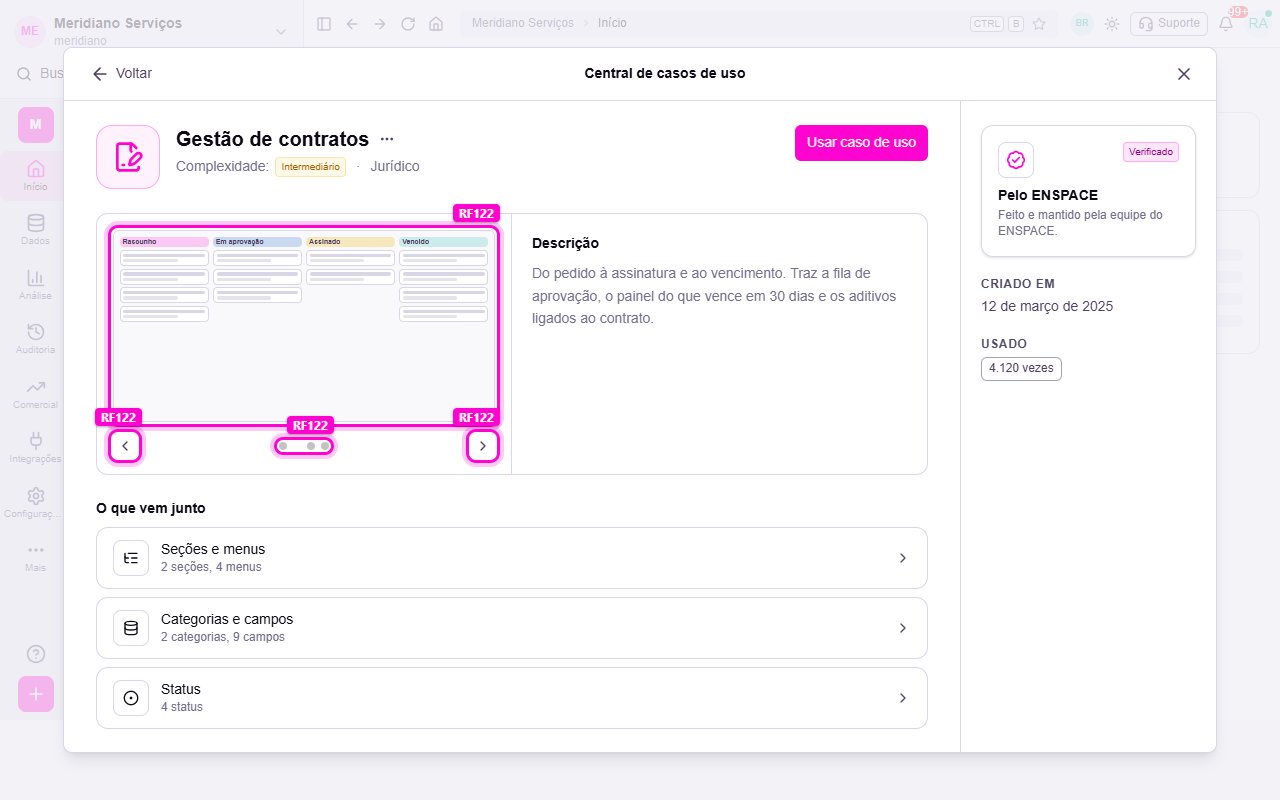 ME
Meridiano Serviços
meridiano
Meridiano Serviços
Início
CTRL
B
BR
Suporte
99+
RA
Bus
Voltar
Central de casos de uso
M
Início
Dados
Análise
Auditoria
Comercial
Integrações
Configuraç...
Mais
Gestão de contratos
Complexidade:
Intermediário
·
Jurídico
Usar caso de uso
RF122
Rascunho
Em aprovação
Assinado
Vencido
RF122
RF122
RF122
Descrição
Do pedido à assinatura e ao vencimento. Traz a fila de
aprovação, o painel do que vence em 30 dias e os aditivos
ligados ao contrato.
O que vem junto
Seções e menus
2 seções, 4 menus
Categorias e campos
2 categorias, 9 campos
Status
4 status
Verificado
Pelo ENSPACE
Feito e mantido pela equipe do
ENSPACE.
CRIADO EM
12 de março de 2025
USADO
4.120 vezes